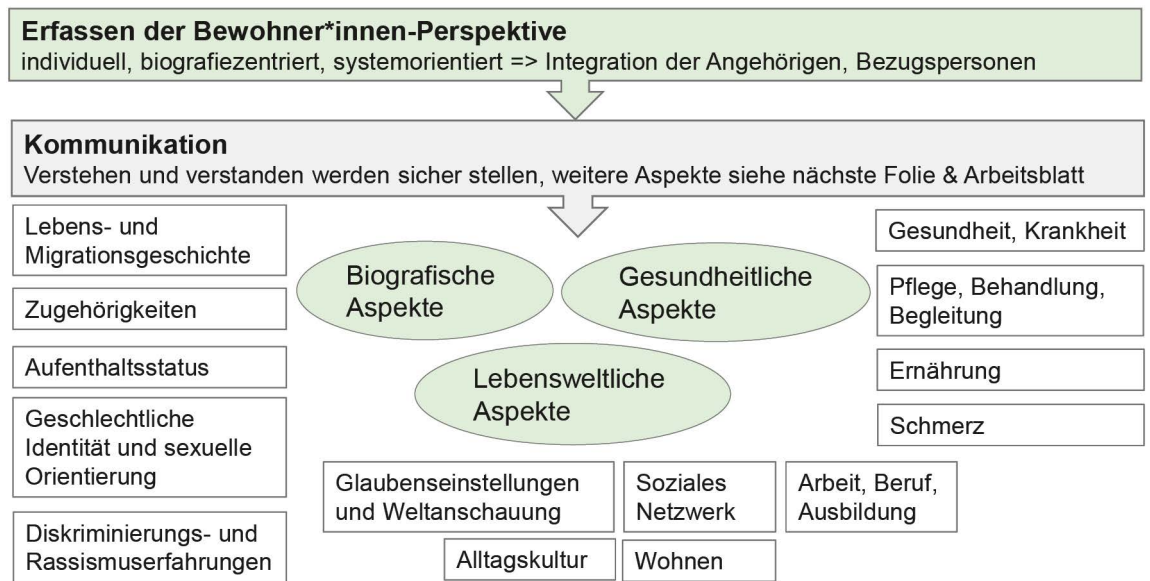 Erfassen der Bewohner*innen-Perspektive
individuell, biografiezentriert, systemorientiert => Integration der Angehörigen, Bezugspersonen
Kommunikation
Verstehen und verstanden werden sicher stellen, weitere Aspekte siehe nächste Folie & Arbeitsblatt
Lebens- und
Migrationsgeschichte
Zugehörigkeiten
Aufenthaltsstatus
Geschlechtliche
Identität und sexuelle
Orientierung
Diskriminierungs- und
Rassismuserfahrungen
Biografische
Aspekte
Gesundheitliche
Aspekte
Lebensweltliche
Aspekte
Gesundheit, Krankheit
Pflege, Behandlung,
Begleitung
Ernährung
Schmerz
Glaubenseinstellungen
und Weltanschauung
Soziales
Netzwerk
Arbeit, Beruf,
Ausbildung
Alltagskultur
Wohnen